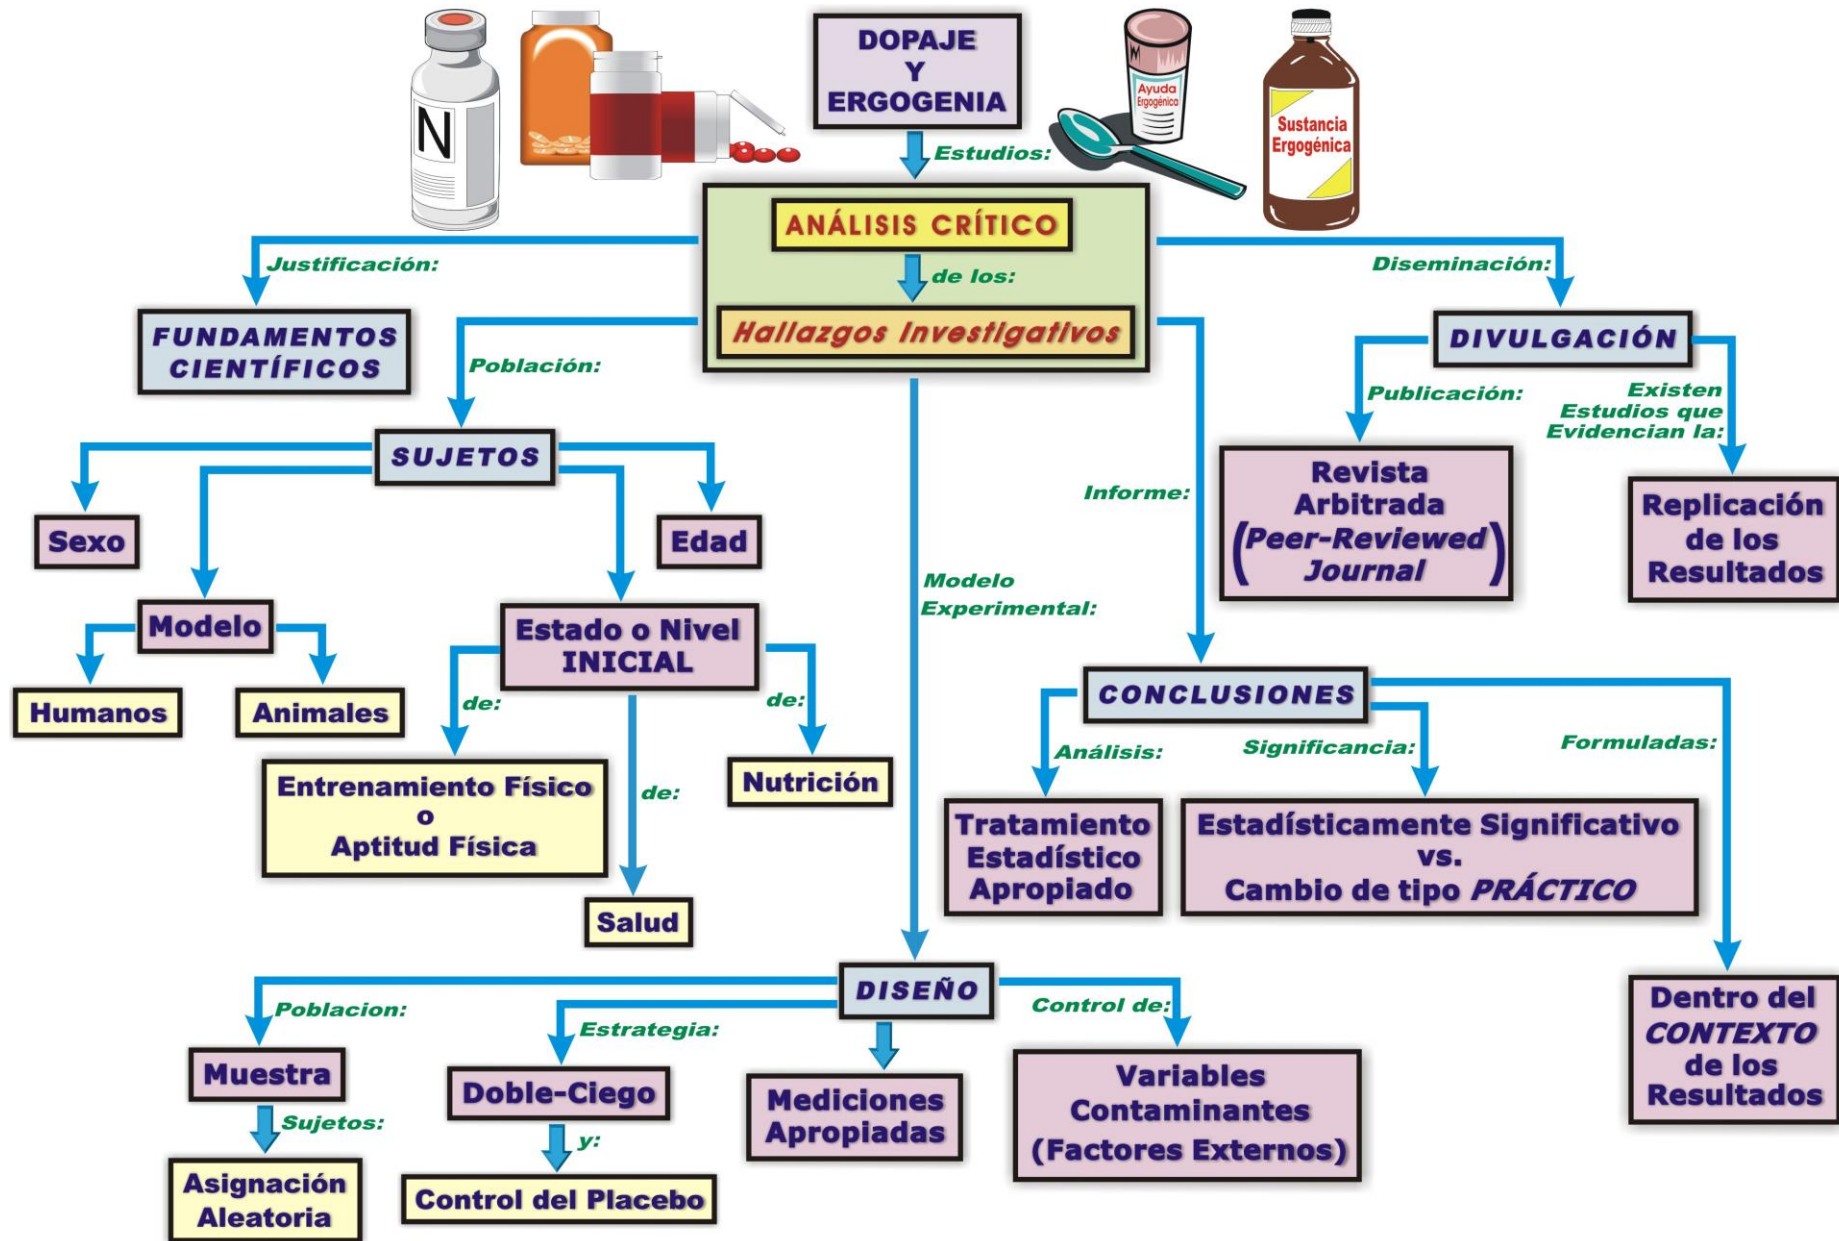 N
DOPAJE
Y
ERGOGENIA
Ayuda
Ergogénica
Sustancia
Ergogénica
Estudios:
ANÁLISIS CRÍTICO
de los:
Hallazgos Investigativos
Justificación:
FUNDAMENTOS
CIENTÍFICOS
Población:
SUJETOS
Sexo
Edad
Modelo
Humanos
Animales
Estado o Nivel
INICIAL
de:
Entrenamiento Físico
o
Aptitud Física
de:
Salud
de:
Nutrición
Modelo
Experimental:
DISEÑO
Poblacion:
Muestra
Sujetos:
Asignación
Aleatoria
Estrategia:
Doble-Ciego
y:
Control del Placebo
Mediciones
Apropiadas
Control de:
Variables
Contaminantes
(Factores Externos)
Informe:
CONCLUSIONES
Análisis:
Tratamiento
Estadístico
Apropiado
Significancia:
Estadísticamente Significativo
vs.
Cambio de tipo PRÁCTICO
Formuladas:
Dentro del
CONTEXTO
de los
Resultados
Diseminación:
DIVULGACIÓN
Publicación:
Revista
Arbitrada
(Peer-Reviewed
Journal)
Existen
Estudios que
Evidencian la:
Replicación
de los
Resultados